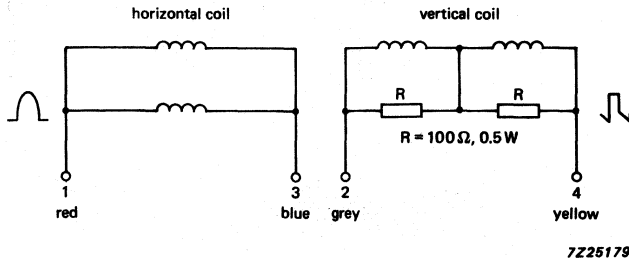 horizontal coil
vertical coil
R
R
R = 100 Ω, 0.5 W
1
3
2
4
red
blue
grey
yellow
7Z25179